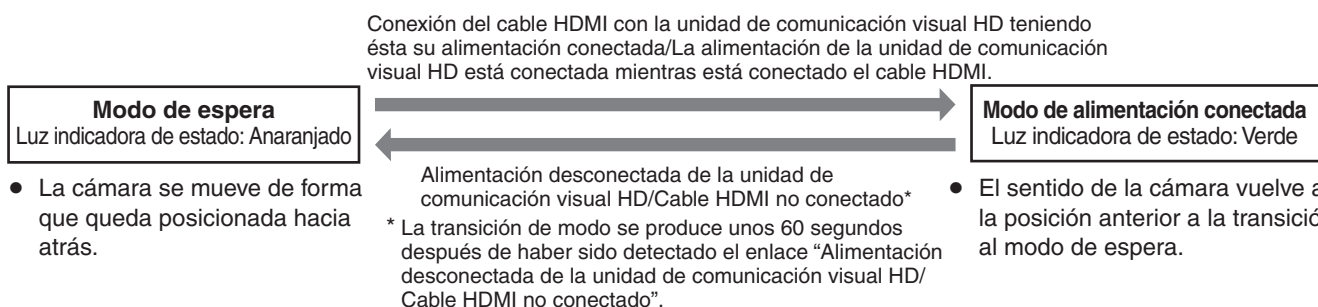 Conexión del cable HDMI con la unidad de comunicación visual HD teniendo
ésta su alimentación conectada/La alimentación de la unidad de comunicación
visual HD está conectada mientras está conectado el cable HDMI.
Modo de espera
Luz indicadora de estado: Anaranjado
Modo de alimentación conectada
Luz indicadora de estado: Verde
● La cámara se mueve de forma
que queda posicionada hacia
atrás.
Alimentación desconectada de la unidad de
comunicación visual HD/Cable HDMI no conectado*
* La transición de modo se produce unos 60 segundos
después de haber sido detectado el enlace “Alimentación
desconectada de la unidad de comunicación visual HD/
Cable HDMI no conectado”.
● El sentido de la cámara vuelve a
la posición anterior a la transició
al modo de espera.